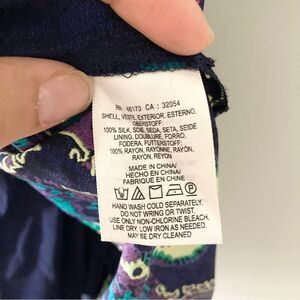 RN : 66170 CA : 32054
SHELL, VESTE, EXTERIOR, ESTERNO,
OBERSTOFF:
100% SILK, SOIE, SEDA, SETA, SEIDE
LINING, DOUBLURE, FORRO,
FODERA, FUTTERSTOFF:
100% RAYON, RAYONNE, RAYON,
RAYON, REYON
MADE IN CHINA/
HECHO EN CHINA/
FABRIQUE EN CHINE
HAND WASH COLD SEPARATELY.
DO NOT WRING OR TWIST.
USE ONLY NON-CHLORINE BLEACH.
LINE DRY. LOW IRON AS NEEDED.
MAY BE DRY CLEANED